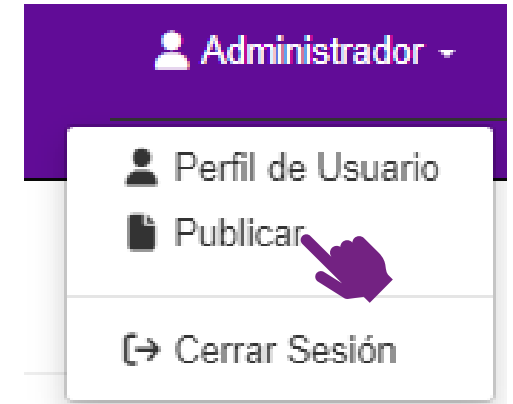 Administrador
Perfil de Usuario
Publicar
Cerrar Sesión